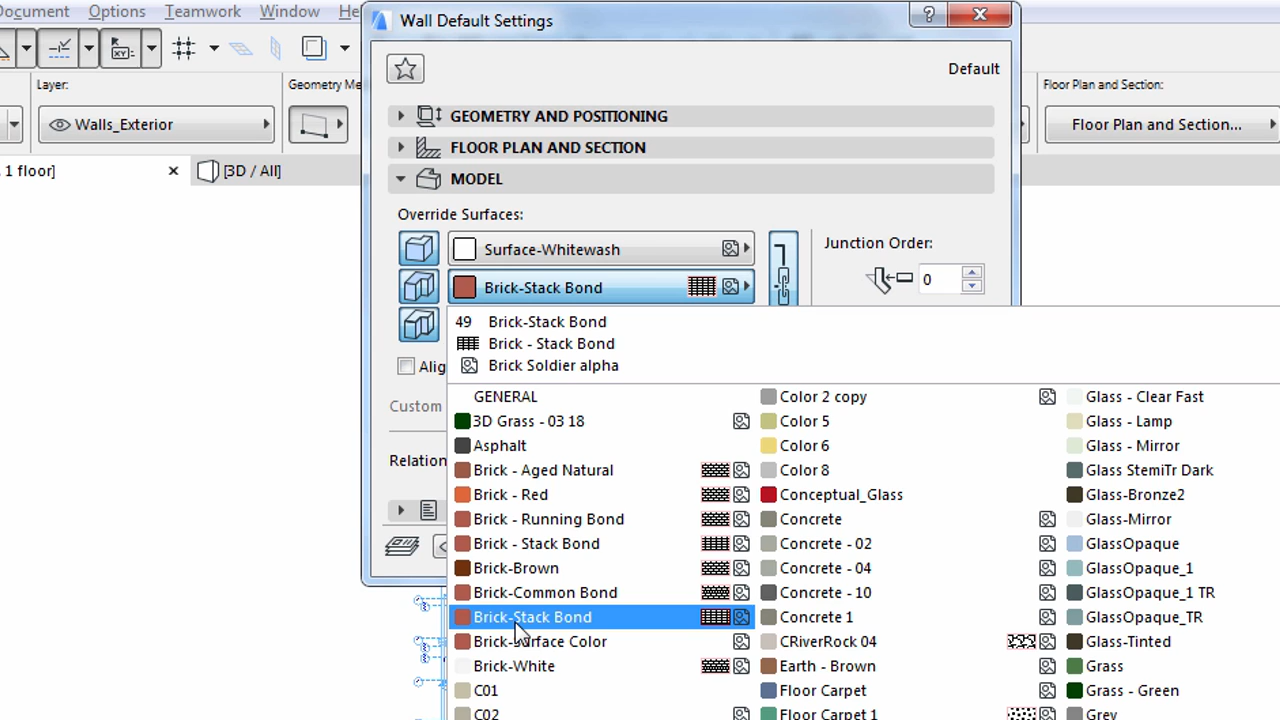 Document Options Teamwork Window He
Wall Default Settings
?
Default
Layer:
Geometry Me
Floor Plan and Section:
Walls_Exterior
Floor Plan and Section...
1 floor]
[3D / All]
GEOMETRY AND POSITIONING
FLOOR PLAN AND SECTION
MODEL
Override Surfaces:
Surface-Whitewash
Brick-Stack Bond
Junction Order:
0
49 Brick-Stack Bond
Brick - Stack Bond
Brick Soldier alpha
Alig
Custom
Relation
GENERAL
3D Grass - 03 18
Asphalt
Brick - Aged Natural
Brick - Red
Brick - Running Bond
Brick - Stack Bond
Brick-Brown
Brick-Common Bond
Brick-Stack Bond
Brick-Surface Color
Brick-White
C01
C02
Color 2 copy
Color 5
Color 6
Color 8
Conceptual_Glass
Concrete
Concrete - 02
Concrete - 04
Concrete - 10
Concrete 1
CRiverRock 04
Earth - Brown
Floor Carpet
Floor Carpet 1
Glass - Clear Fast
Glass - Lamp
Glass - Mirror
Glass StemiTr Dark
Glass-Bronze2
Glass-Mirror
GlassOpaque
GlassOpaque_1
GlassOpaque_1 TR
GlassOpaque_TR
Glass-Tinted
Grass
Grass - Green
Grey